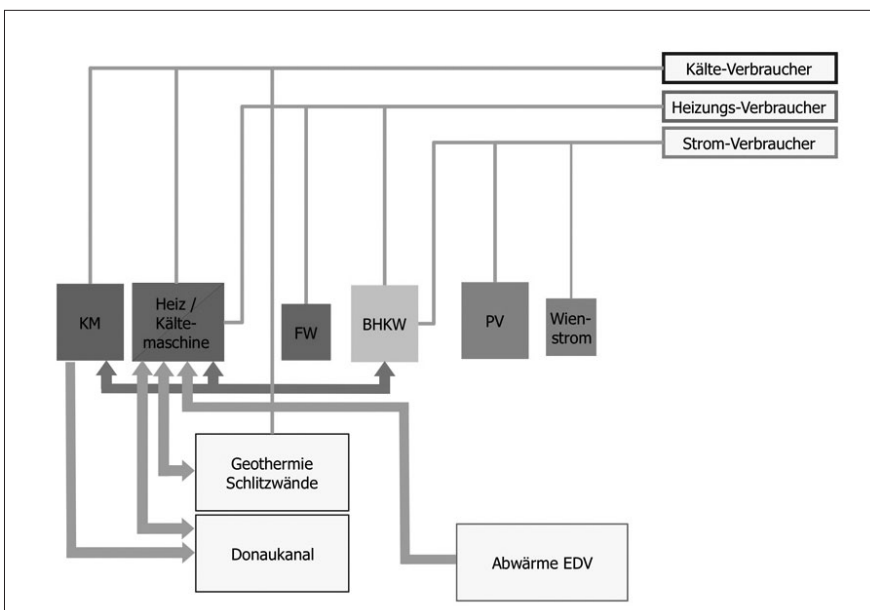 Kälte-Verbraucher
Heizungs-Verbraucher
Strom-Verbraucher
KM
Heiz /
Kälte-
maschine
FW
BHKW
PV
Wien-
strom
Geothermie
Schlitzwände
Donaukanal
Abwärme EDV